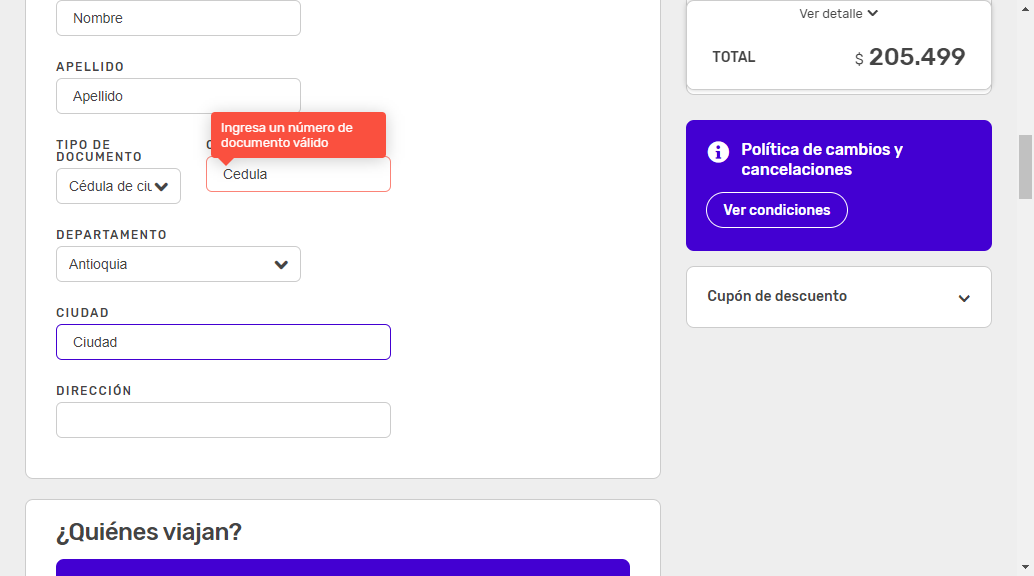 Nombre
APELLIDO
Apellido
TIPO DE
DOCUMENTO
Ingresa un número de
documento válido
Cédula de ciu
Cedula
DEPARTAMENTO
Antioquia
CIUDAD
Ciudad
DIRECCIÓN
¿Quiénes viajan?
Ver detalle
TOTAL
$ 205.499
Política de cambios y
cancelaciones
Ver condiciones
Cupón de descuento